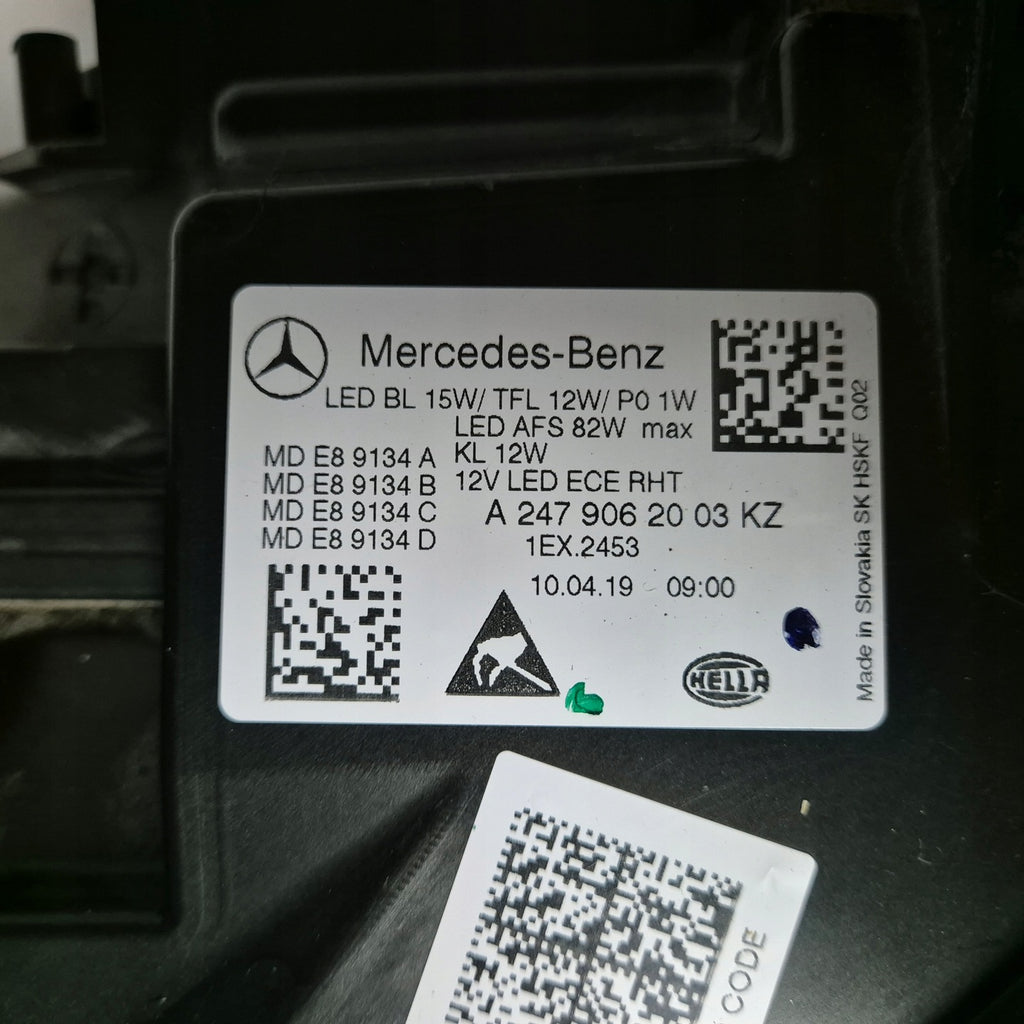 Mercedes-Benz
LED BL 15W/ TFL 12W/ P0 1W
LED AFS 82W max
KL 12W
12V LED ECE RHT
MD E8 9134 A
MD E8 9134 B
MD E8 9134 C
MD E8 9134 D
A 247 906 20 03 KZ
1EX.2453
10.04.19 09:00
HELLA
Made in Slovakia SK HSKF Q02
CODE